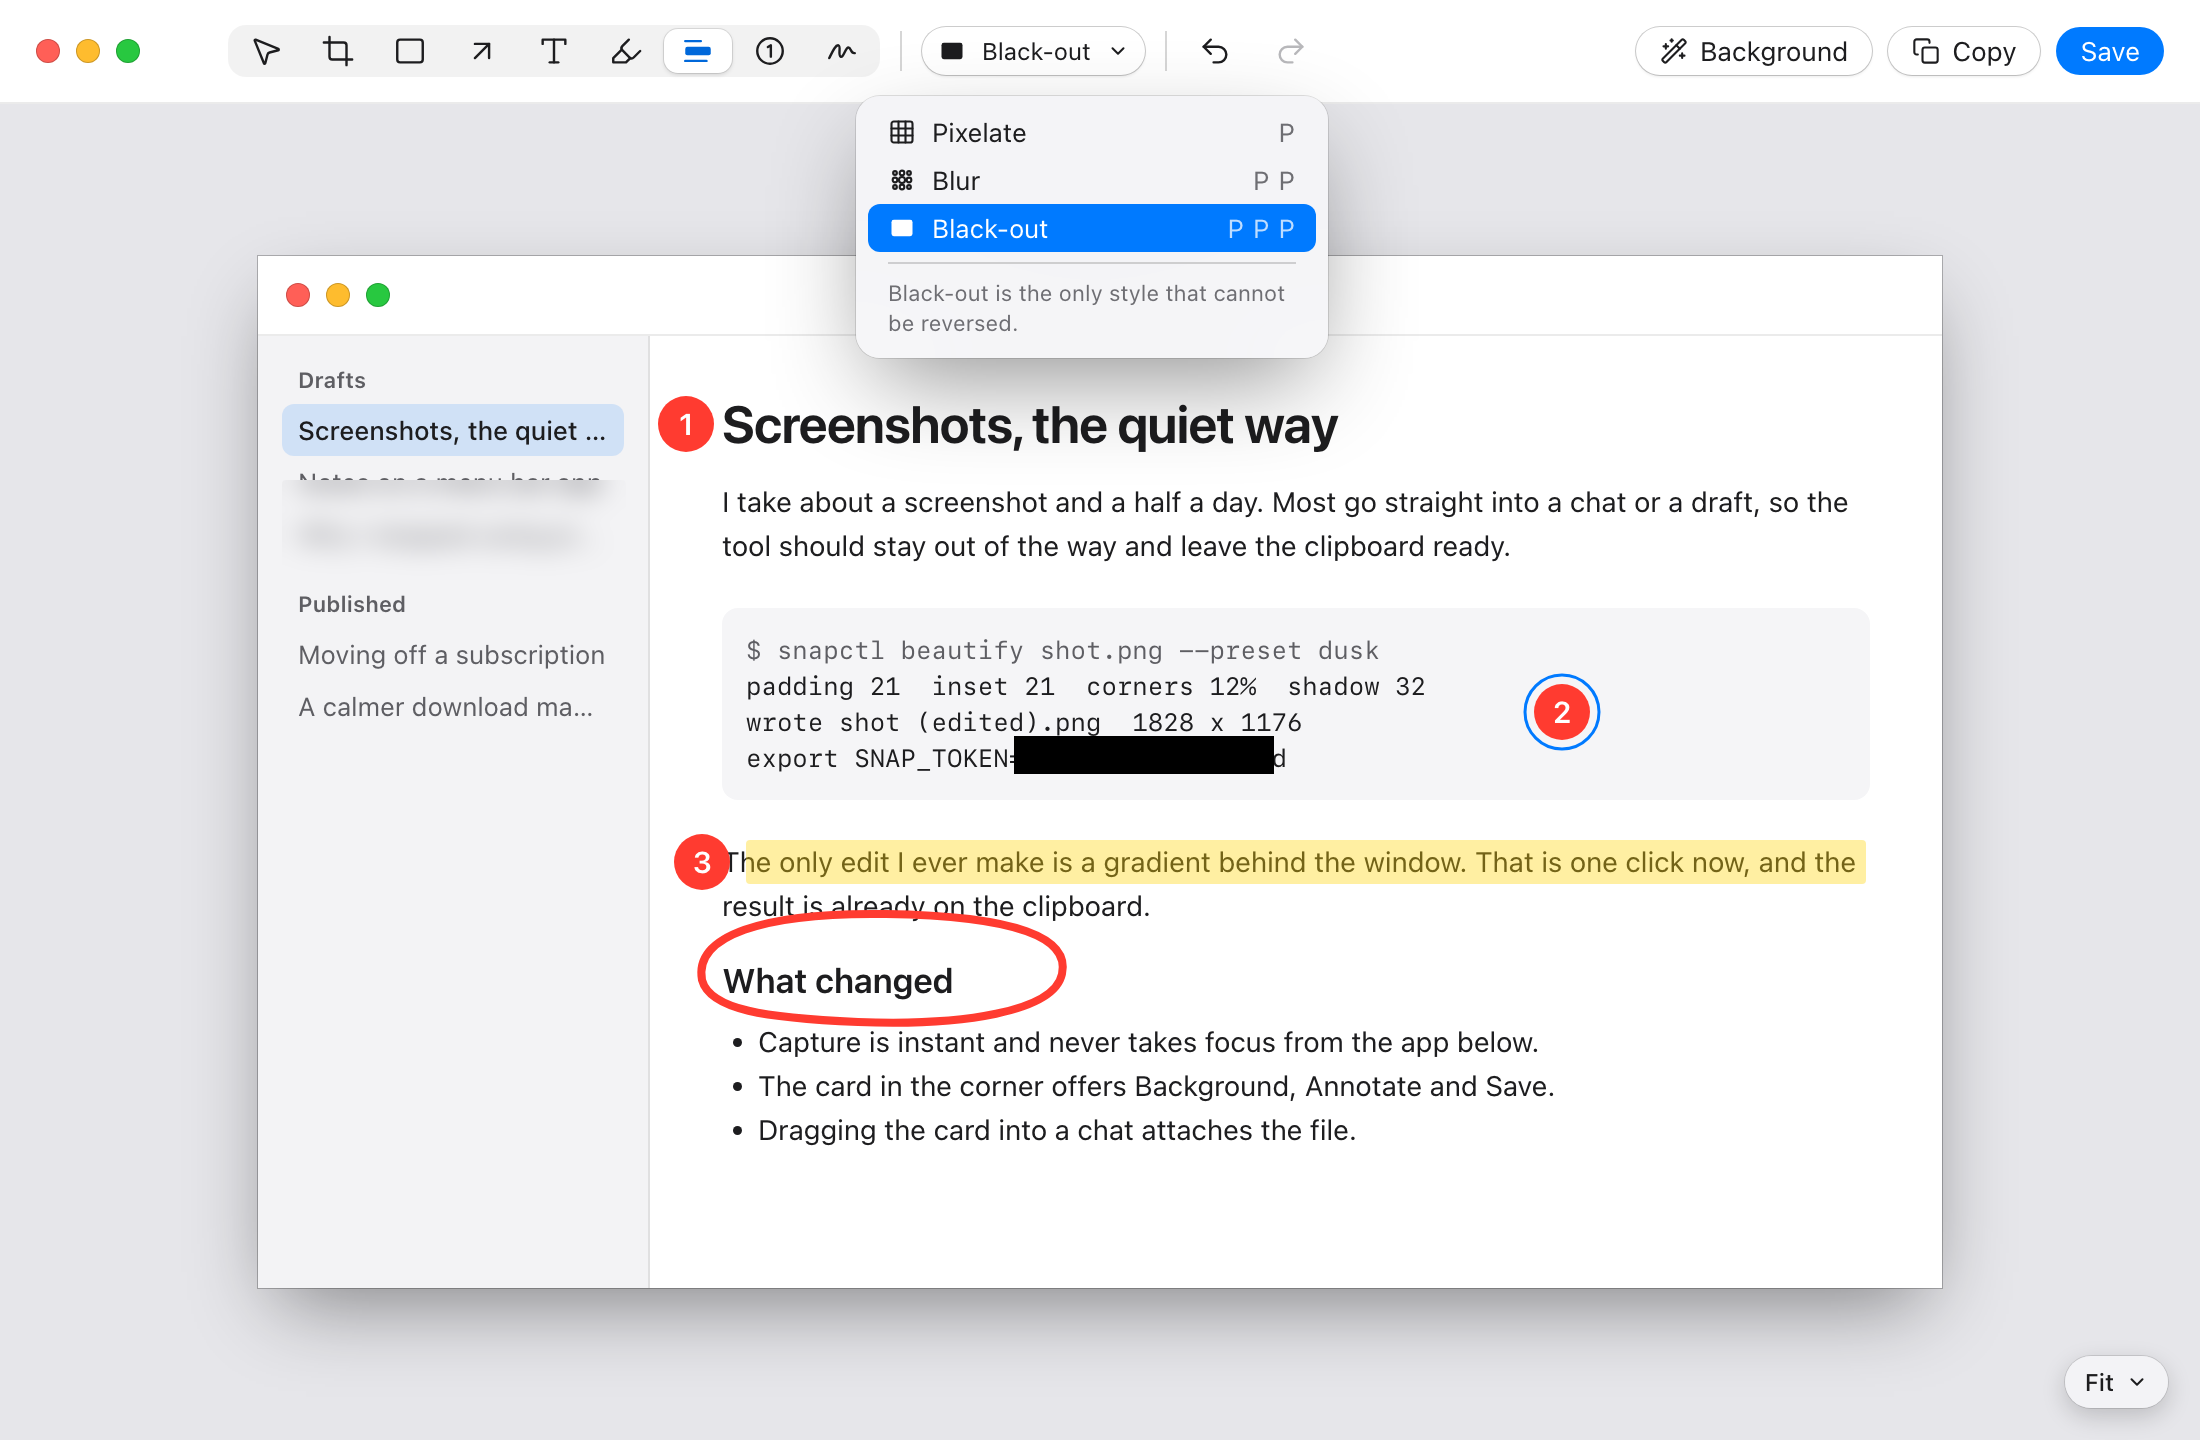 Black-out
Background
Copy
Save
Pixelate P
Blur P P
Black-out P P P
Black-out is the only style that cannot
be reversed.
Drafts
Screenshots, the quiet ...
Notes on a menu bar app
Published
Moving off a subscription
A calmer download ma...
1 Screenshots, the quiet way
I take about a screenshot and a half a day. Most go straight into a chat or a draft, so the
tool should stay out of the way and leave the clipboard ready.
$ snapctl beautify shot.png --preset dusk
padding 21 inset 21 corners 12% shadow 32
wrote shot (edited).png 1828 x 1176
export SNAP_TOKEN= d
2
3 The only edit I ever make is a gradient behind the window. That is one click now, and the
result is already on the clipboard.
What changed
• Capture is instant and never takes focus from the app below.
• The card in the corner offers Background, Annotate and Save.
• Dragging the card into a chat attaches the file.
Fit